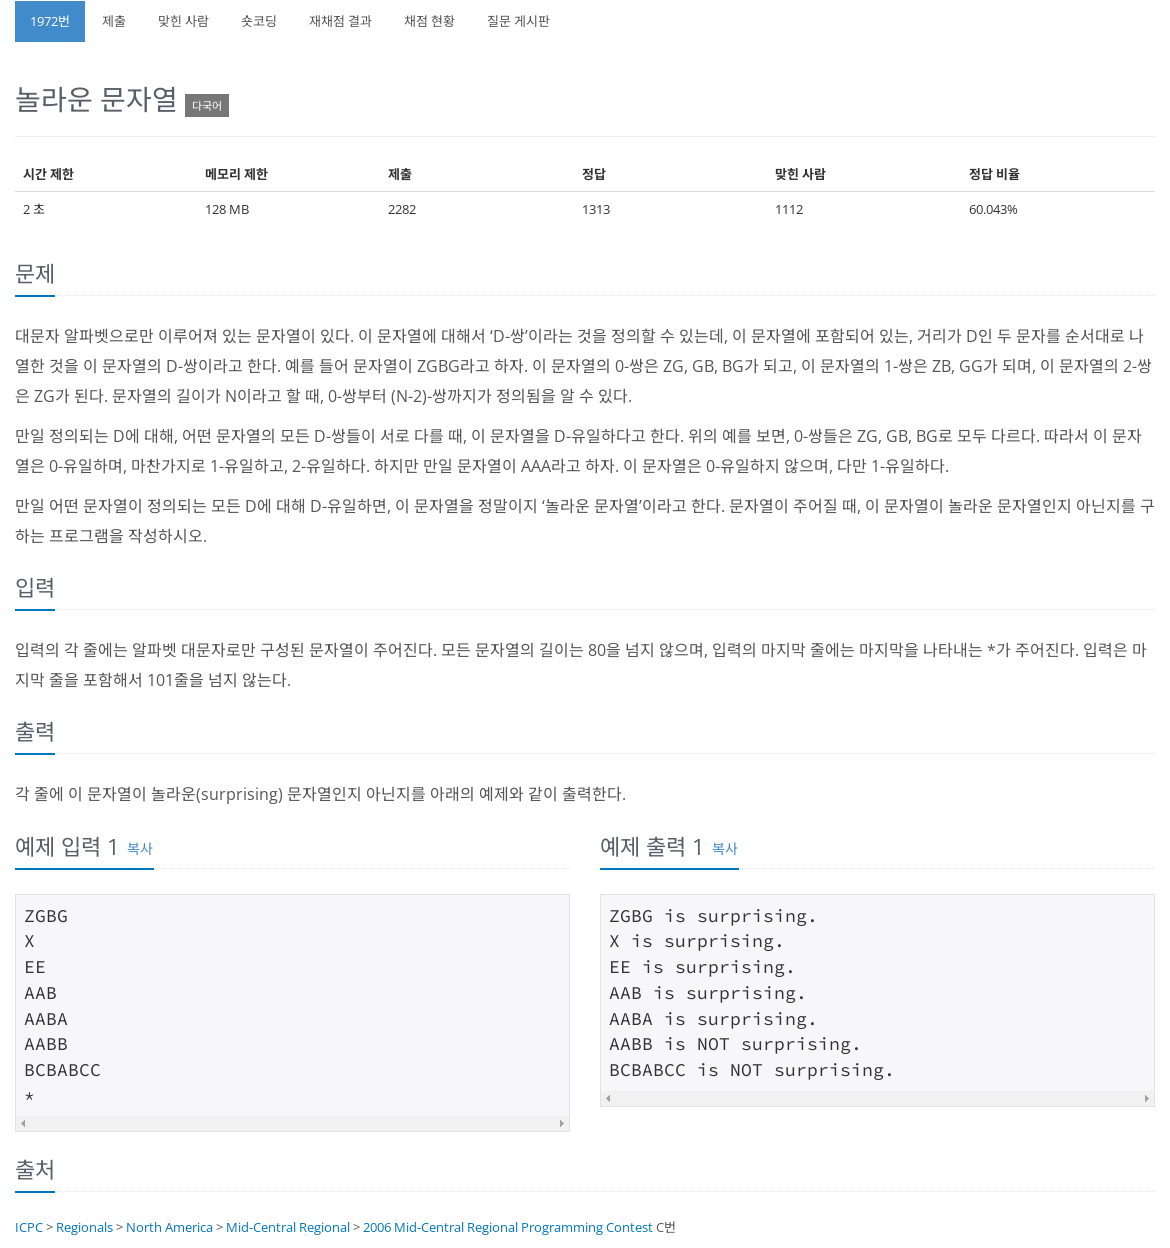 1972번 제출 맞힌 사람 숏코딩 재채점 결과 채점 현황 질문 게시판
놀라운 문자열 다국어
시간 제한 메모리 제한 제출 정답 맞힌 사람 정답 비율
2 초 128 MB 2282 1313 1112 60.043%
문제
대문자 알파벳으로만 이루어져 있는 문자열이 있다. 이 문자열에 대해서 ‘D-쌍’이라는 것을 정의할 수 있는데, 이 문자열에 포함되어 있는, 거리가 D인 두 문자를 순서대로 나
열한 것을 이 문자열의 D-쌍이라고 한다. 예를 들어 문자열이 ZGBG라고 하자. 이 문자열의 0-쌍은 ZG, GB, BG가 되고, 이 문자열의 1-쌍은 ZB, GG가 되며, 이 문자열의 2-쌍
은 ZG가 된다. 문자열의 길이가 N이라고 할 때, 0-쌍부터 (N-2)-쌍까지가 정의됨을 알 수 있다.
만일 정의되는 D에 대해, 어떤 문자열의 모든 D-쌍들이 서로 다를 때, 이 문자열을 D-유일하다고 한다. 위의 예를 보면, 0-쌍들은 ZG, GB, BG로 모두 다르다. 따라서 이 문자
열은 0-유일하며, 마찬가지로 1-유일하고, 2-유일하다. 하지만 만일 문자열이 AAA라고 하자. 이 문자열은 0-유일하지 않으며, 다만 1-유일하다.
만일 어떤 문자열이 정의되는 모든 D에 대해 D-유일하면, 이 문자열을 정말이지 ‘놀라운 문자열’이라고 한다. 문자열이 주어질 때, 이 문자열이 놀라운 문자열인지 아닌지를 구
하는 프로그램을 작성하시오.
입력
입력의 각 줄에는 알파벳 대문자로만 구성된 문자열이 주어진다. 모든 문자열의 길이는 80을 넘지 않으며, 입력의 마지막 줄에는 마지막을 나타내는 *가 주어진다. 입력은 마
지막 줄을 포함해서 101줄을 넘지 않는다.
출력
각 줄에 이 문자열이 놀라운(surprising) 문자열인지 아닌지를 아래의 예제와 같이 출력한다.
예제 입력 1 복사
ZGBG
X
EE
AAB
AABA
AABB
BCBABCC
*
예제 출력 1 복사
ZGBG is surprising.
X is surprising.
EE is surprising.
AAB is surprising.
AABA is surprising.
AABB is NOT surprising.
BCBABCC is NOT surprising.
출처
ICPC > Regionals > North America > Mid-Central Regional > 2006 Mid-Central Regional Programming Contest C번